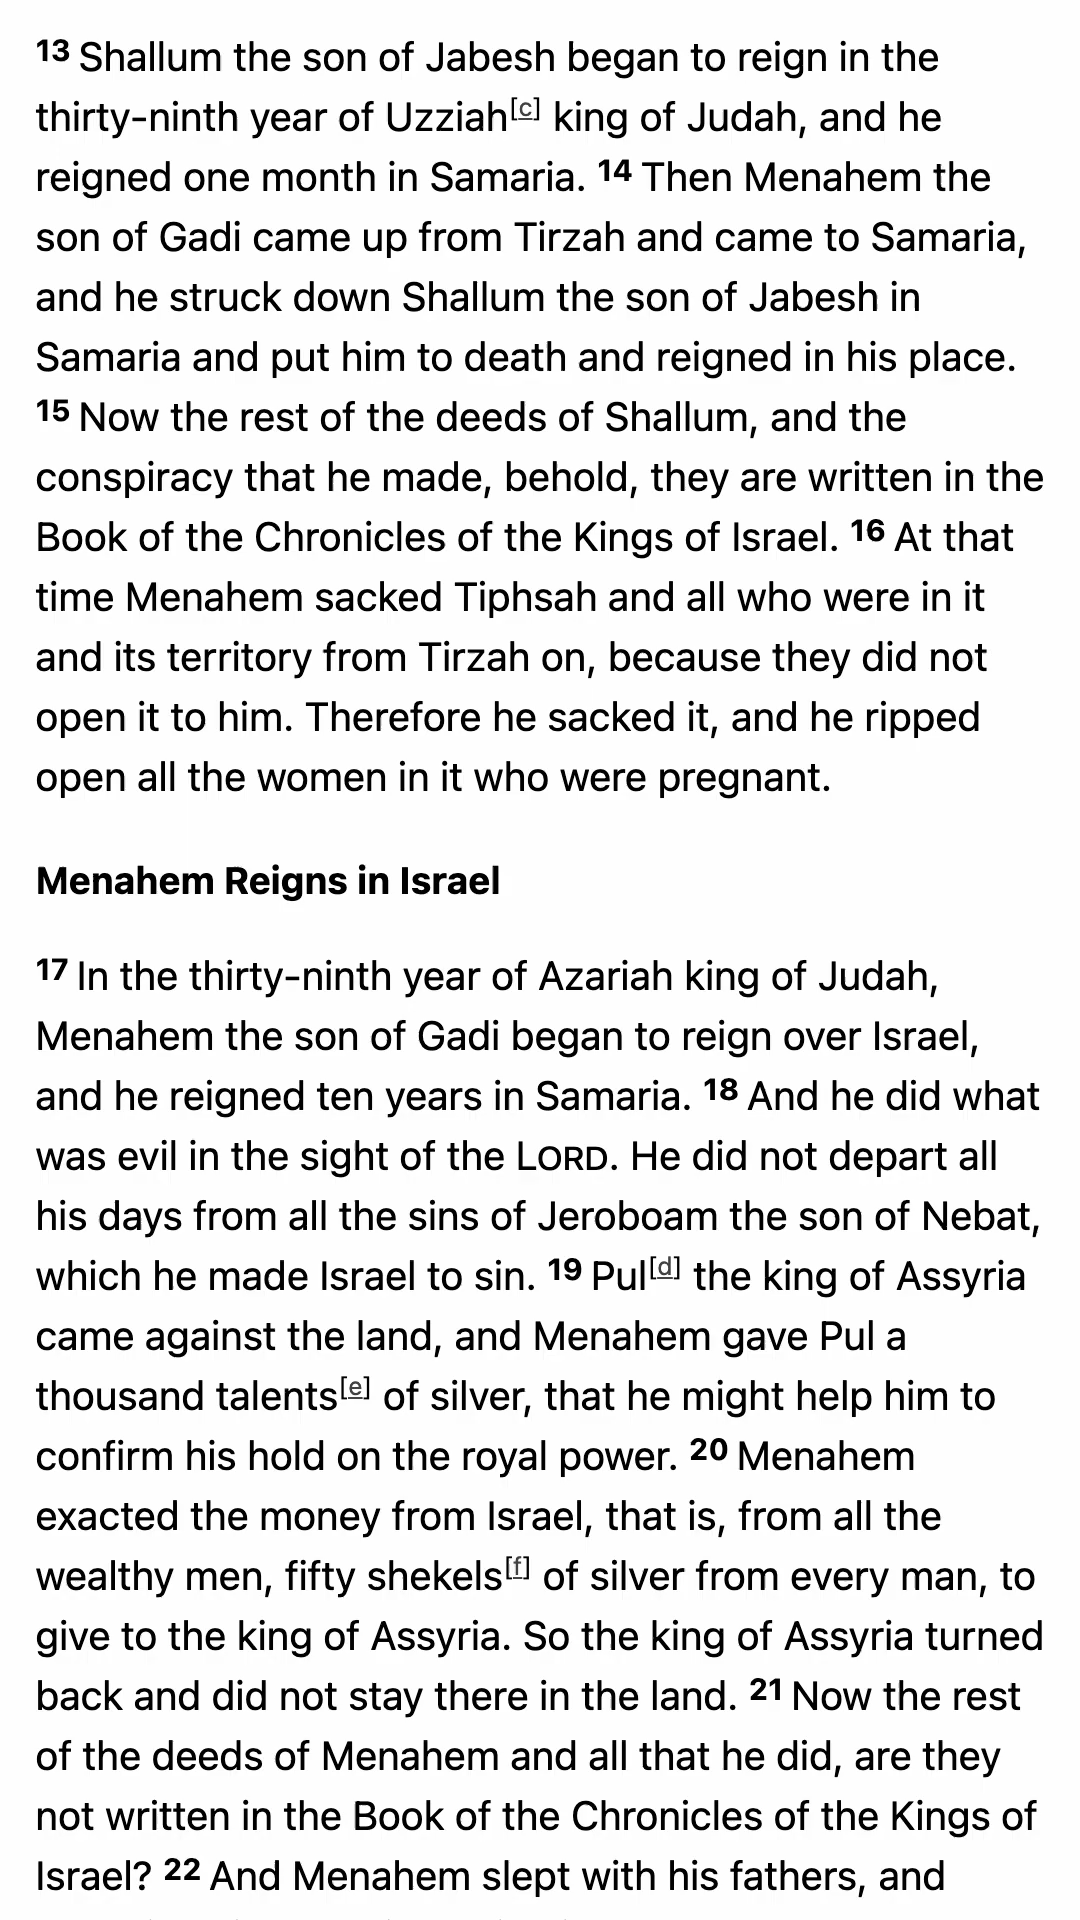 13 Shallum the son of Jabesh began to reign in the
thirty-ninth year of Uzziah[c] king of Judah, and he
reigned one month in Samaria. 14 Then Menahem the
son of Gadi came up from Tirzah and came to Samaria,
and he struck down Shallum the son of Jabesh in
Samaria and put him to death and reigned in his place.
15 Now the rest of the deeds of Shallum, and the
conspiracy that he made, behold, they are written in the
Book of the Chronicles of the Kings of Israel. 16 At that
time Menahem sacked Tiphsah and all who were in it
and its territory from Tirzah on, because they did not
open it to him. Therefore he sacked it, and he ripped
open all the women in it who were pregnant.
Menahem Reigns in Israel
17 In the thirty-ninth year of Azariah king of Judah,
Menahem the son of Gadi began to reign over Israel,
and he reigned ten years in Samaria. 18 And he did what
was evil in the sight of the LORD. He did not depart all
his days from all the sins of Jeroboam the son of Nebat,
which he made Israel to sin. 19 Pul[d] the king of Assyria
came against the land, and Menahem gave Pul a
thousand talents[e] of silver, that he might help him to
confirm his hold on the royal power. 20 Menahem
exacted the money from Israel, that is, from all the
wealthy men, fifty shekels[f] of silver from every man, to
give to the king of Assyria. So the king of Assyria turned
back and did not stay there in the land. 21 Now the rest
of the deeds of Menahem and all that he did, are they
not written in the Book of the Chronicles of the Kings of
Israel? 22 And Menahem slept with his fathers, and